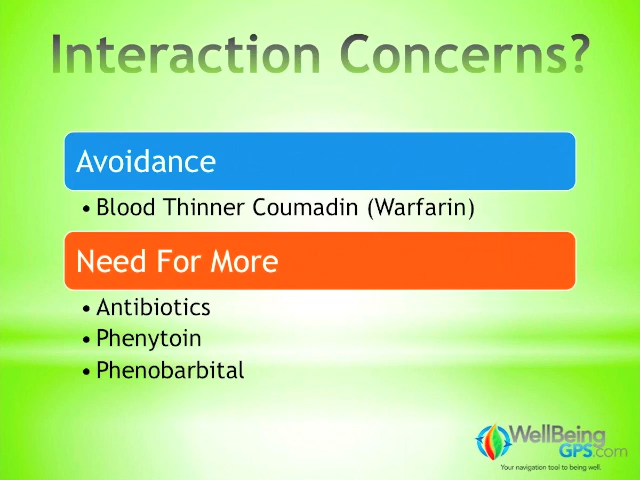 Interaction Concerns?
Avoidance
• Blood Thinner Coumadin (Warfarin)
Need For More
• Antibiotics
• Phenytoin
• Phenobarbital
WellBeing
GPS.com
Your navigation tool to being well.